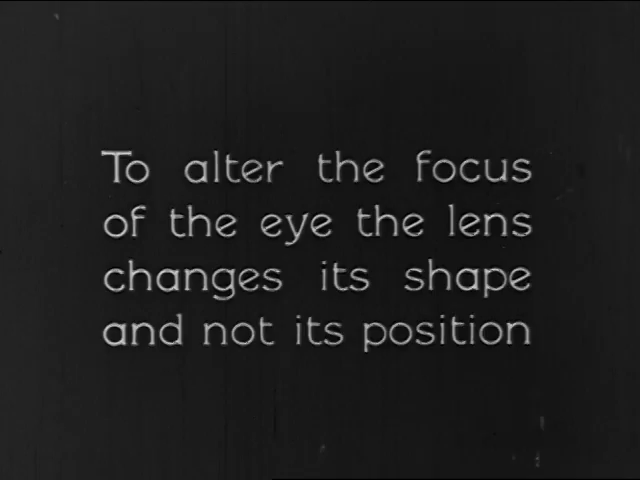 To alter the focus
of the eye the lens
changes its shape
and not its position